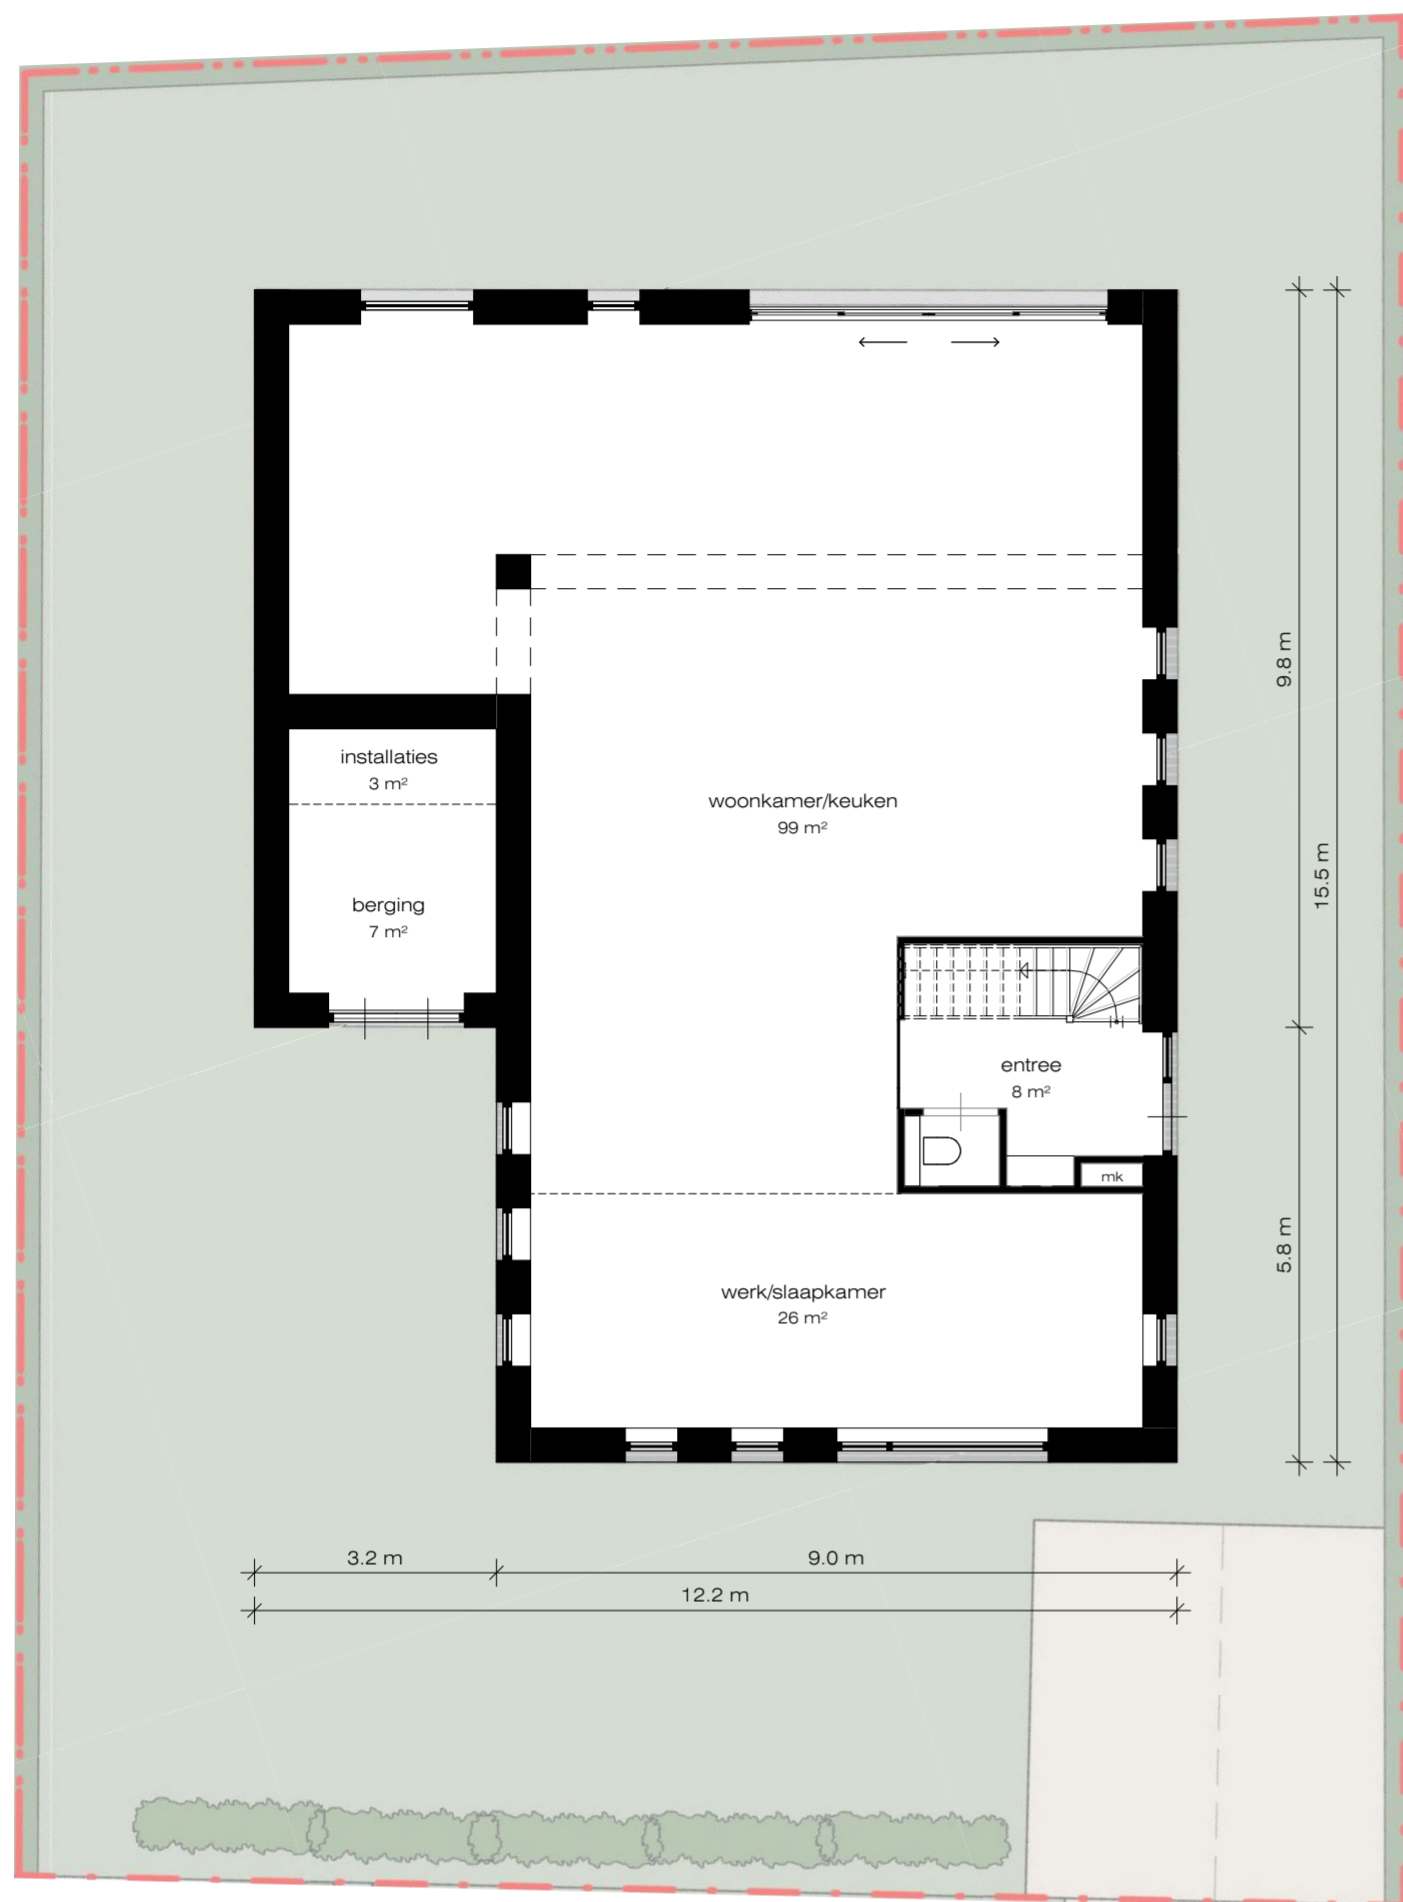 9.8 m
15.5 m
installaties
3 m²
woonkamer/keuken
99 m²
berging
7 m²
entree
8 m²
mk
5.8 m
werk/slaapkamer
26 m²
3.2 m
9.0 m
12.2 m